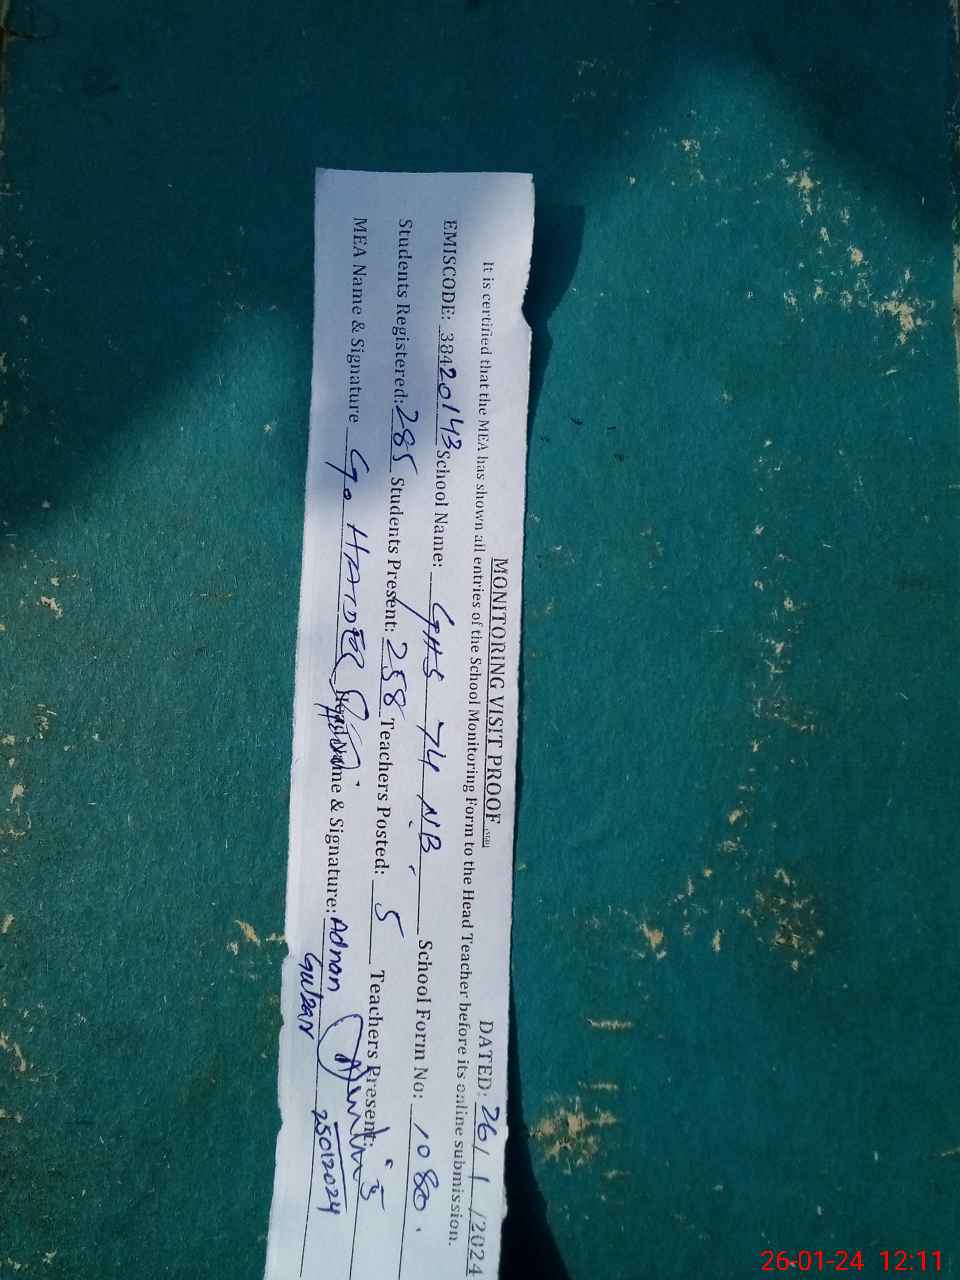 MONITORING VISIT PROOF
DATED: 26/1/2024
It is certified that the MEA has shown all entries of the School Monitoring Form to the Head Teacher before its online submission.
EMISCODE: 38420143 School Name: GHS 74 NB. School Form No: 1080.
Students Registered: 285 Students Present: 258 Teachers Posted: 5 Teachers Present: 5
MEA Name & Signature G. HAIDER Head Name & Signature: Adnan
Gulzar
26-01-24 12:11